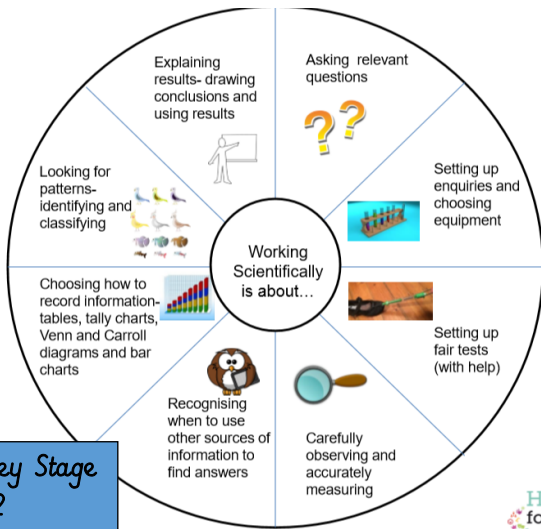 Explaining
results- drawing
conclusions and
using results
Asking relevant
questions
Setting up
enquiries and
choosing
equipment
Setting up
fair tests
(with help)
Carefully
observing and
accurately
measuring
Recognising
when to use
other sources of
information to
find answers
Choosing how to
record information-
tables, tally charts,
Venn and Carroll
diagrams and bar
charts
Looking for
patterns-
identifying and
classifying
Working
Scientifically
is about...
Stage